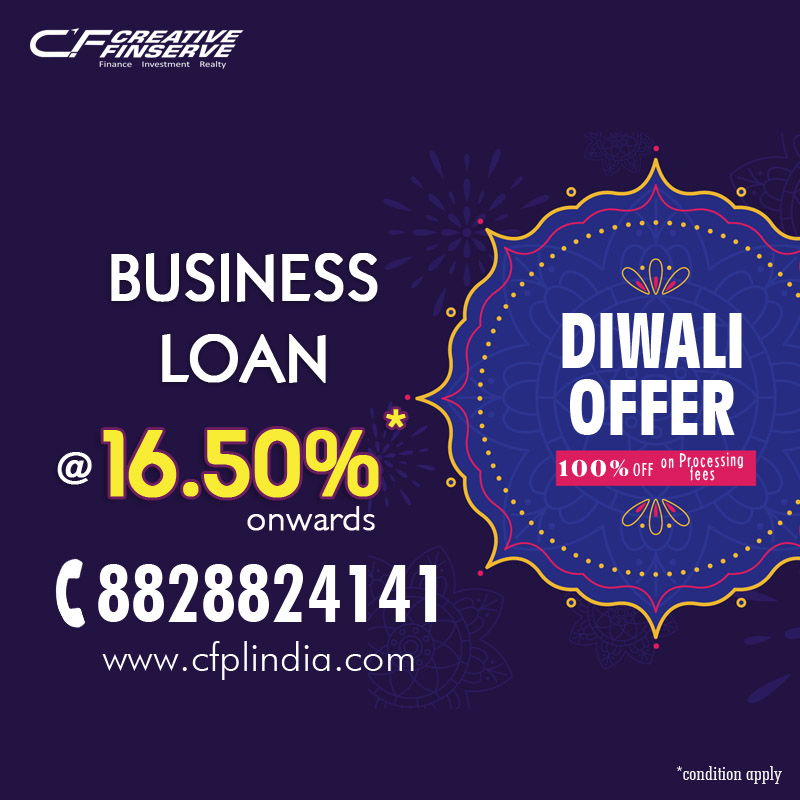 CF CREATIVE
FINSERVE
Finance Investment Realty
BUSINESS
LOAN
@ 16.50%*
onwards
8828824141
www.cfplindia.com
DIWALI
OFFER
100% OFF on Processing
fees
*condition apply